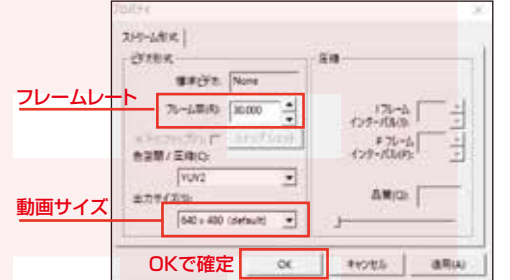 プロパティ
ストリーム形式
ビデオ形式
圧縮
標準ビデオ: None
フレームレート
フレーム率(R): 30.000
Iフレーム
インターバル(I):
色空間 / 圧縮(C):
Pフレーム
インターバル(P):
YUY2
動画サイズ
出力サイズ(S):
品質(Q):
640 x 480 (default)
OKで確定
OK
キャンセル
適用(A)